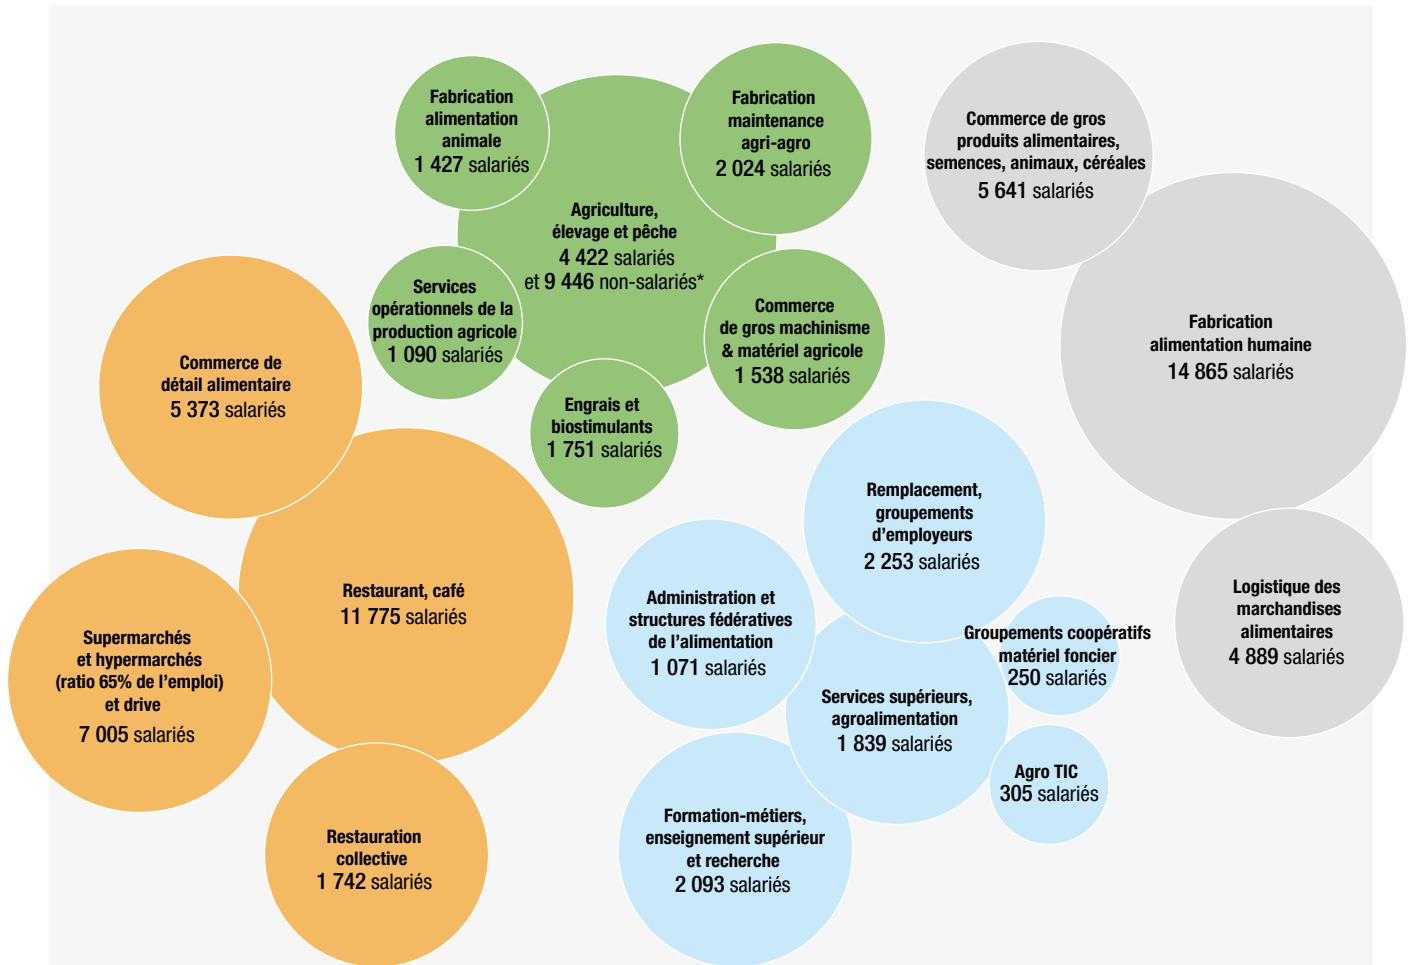 Fabrication
alimentation
animale
1 427 salariés
Fabrication
maintenance
agri-agro
2 024 salariés
Agriculture,
élevage et pêche
4 422 salariés
et 9 446 non-salariés*
Services
opérationnels de la
production agricole
1 090 salariés
Commerce
de gros machinisme
& matériel agricole
1 538 salariés
Engrais et
biostimulants
1 751 salariés
Commerce de gros
produits alimentaires,
semences, animaux, céréales
5 641 salariés
Fabrication
alimentation humaine
14 865 salariés
Logistique des
marchandises
alimentaires
4 889 salariés
Commerce de
détail alimentaire
5 373 salariés
Restaurant, café
11 775 salariés
Supermarchés
et hypermarchés
(ratio 65% de l’emploi)
et drive
7 005 salariés
Restauration
collective
1 742 salariés
Remplacement,
groupements
d’employeurs
2 253 salariés
Administration et
structures fédératives
de l’alimentation
1 071 salariés
Groupements coopératifs
matériel foncier
250 salariés
Services supérieurs,
agroalimentation
1 839 salariés
Agro TIC
305 salariés
Formation-métiers,
enseignement supérieur
et recherche
2 093 salariés